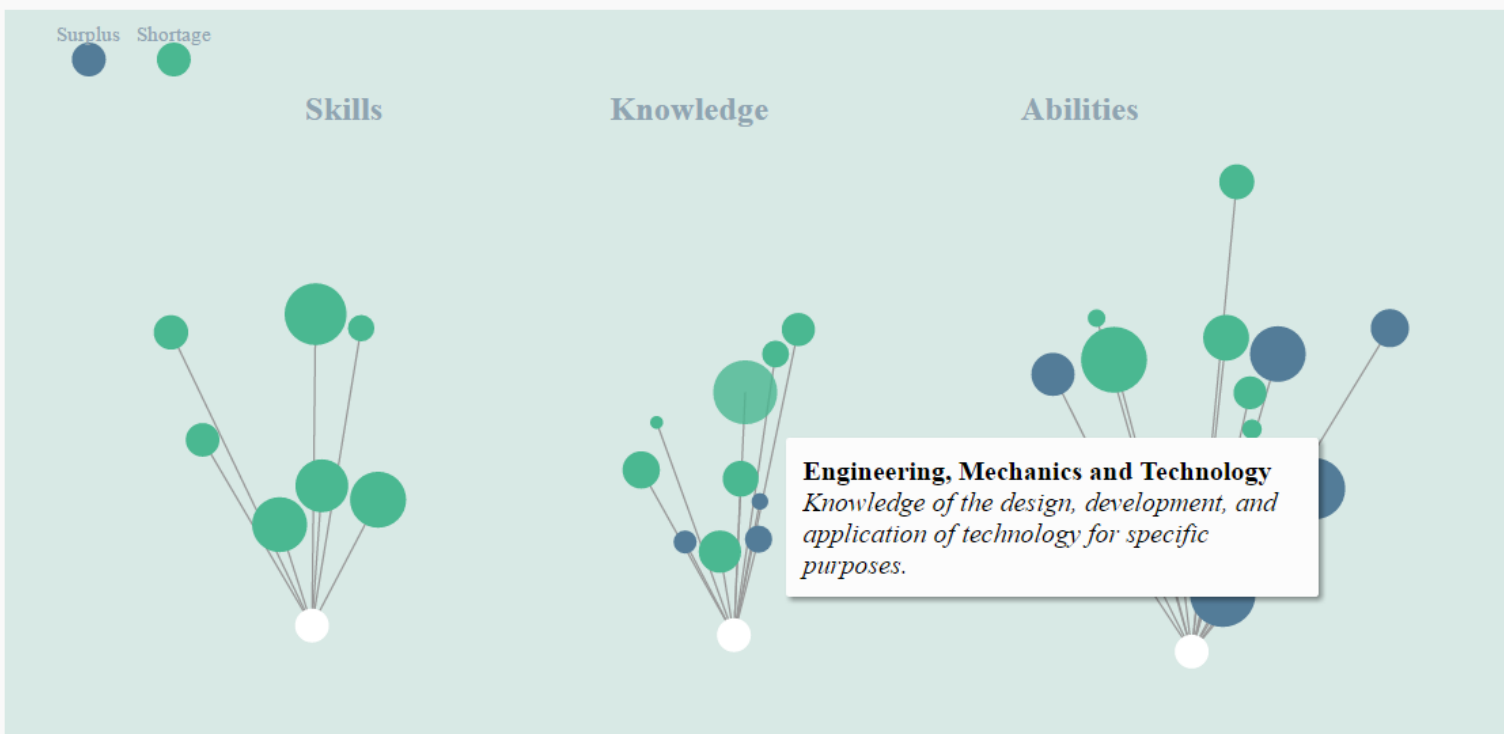 Surplus Shortage
Skills Knowledge Abilities
Engineering, Mechanics and Technology
Knowledge of the design, development, and
application of technology for specific
purposes.